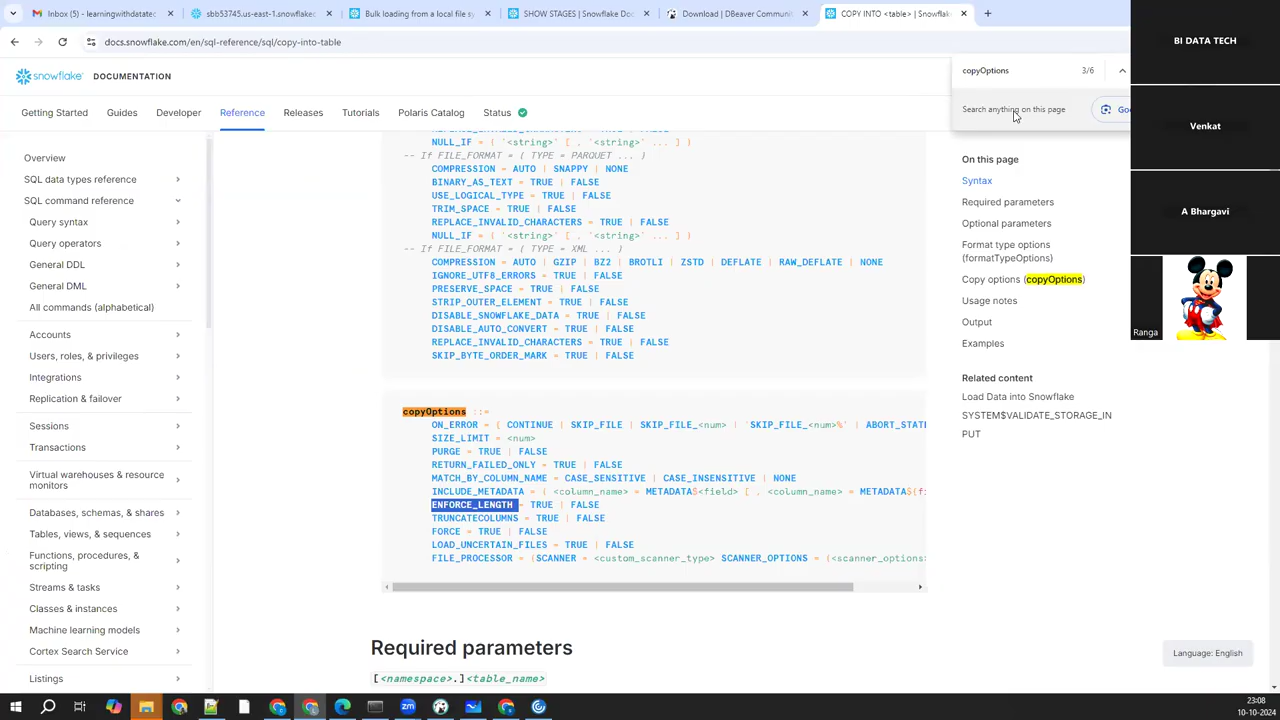 Inbox (7) - learningwithdatatec
sbb53745.us-east-1.snowflakec
Bulk loading from a local file sy
SHOW STAGES | Snowflake Doc
Download | DBeaver Communit
COPY INTO <table> | Snowflak
docs.snowflake.com/en/sql-reference/sql/copy-into-table
snowflake DOCUMENTATION
copyOptions 3/6
Search anything on this page
Getting Started
Guides
Developer
Reference
Releases
Tutorials
Polaris Catalog
Status
BI DATA TECH
Venkat
A Bhargavi
Ranga
Overview
SQL data types reference
SQL command reference
Query syntax
Query operators
General DDL
General DML
All commands (alphabetical)
Accounts
Users, roles, & privileges
Integrations
Replication & failover
Sessions
Transactions
Virtual warehouses & resource
monitors
Databases, schemas, & shares
Tables, views, & sequences
Functions, procedures, &
scripting
Streams & tasks
Classes & instances
Machine learning models
Cortex Search Service
Listings
REPLACE_INVALID_CHARACTERS = TRUE | FALSE
NULL_IF = ( '<string>' [ , '<string>' ... ] )
-- If FILE_FORMAT = ( TYPE = PARQUET ... )
COMPRESSION = AUTO | SNAPPY | NONE
BINARY_AS_TEXT = TRUE | FALSE
USE_LOGICAL_TYPE = TRUE | FALSE
TRIM_SPACE = TRUE | FALSE
REPLACE_INVALID_CHARACTERS = TRUE | FALSE
NULL_IF = ( '<string>' [ , '<string>' ... ] )
-- If FILE_FORMAT = ( TYPE = XML ... )
COMPRESSION = AUTO | GZIP | BZ2 | BROTLI | ZSTD | DEFLATE | RAW_DEFLATE | NONE
IGNORE_UTF8_ERRORS = TRUE | FALSE
PRESERVE_SPACE = TRUE | FALSE
STRIP_OUTER_ELEMENT = TRUE | FALSE
DISABLE_SNOWFLAKE_DATA = TRUE | FALSE
DISABLE_AUTO_CONVERT = TRUE | FALSE
REPLACE_INVALID_CHARACTERS = TRUE | FALSE
SKIP_BYTE_ORDER_MARK = TRUE | FALSE
copyOptions ::=
ON_ERROR = { CONTINUE | SKIP_FILE | SKIP_FILE_<num> | 'SKIP_FILE_<num>%' | ABORT_STATE
SIZE_LIMIT = <num>
PURGE = TRUE | FALSE
RETURN_FAILED_ONLY = TRUE | FALSE
MATCH_BY_COLUMN_NAME = CASE_SENSITIVE | CASE_INSENSITIVE | NONE
INCLUDE_METADATA = ( <column_name> = METADATA$<field> [ , <column_name> = METADATA${fi
ENFORCE_LENGTH = TRUE | FALSE
TRUNCATECOLUMNS = TRUE | FALSE
FORCE = TRUE | FALSE
LOAD_UNCERTAIN_FILES = TRUE | FALSE
FILE_PROCESSOR = (SCANNER = <custom_scanner_type> SCANNER_OPTIONS = (<scanner_options>
Required parameters
[<namespace>.]<table_name>
On this page
Syntax
Required parameters
Optional parameters
Format type options
(formatTypeOptions)
Copy options (copyOptions)
Usage notes
Output
Examples
Related content
Load Data into Snowflake
SYSTEM$VALIDATE_STORAGE_IN
PUT
Language: English
23:08
10-10-2024